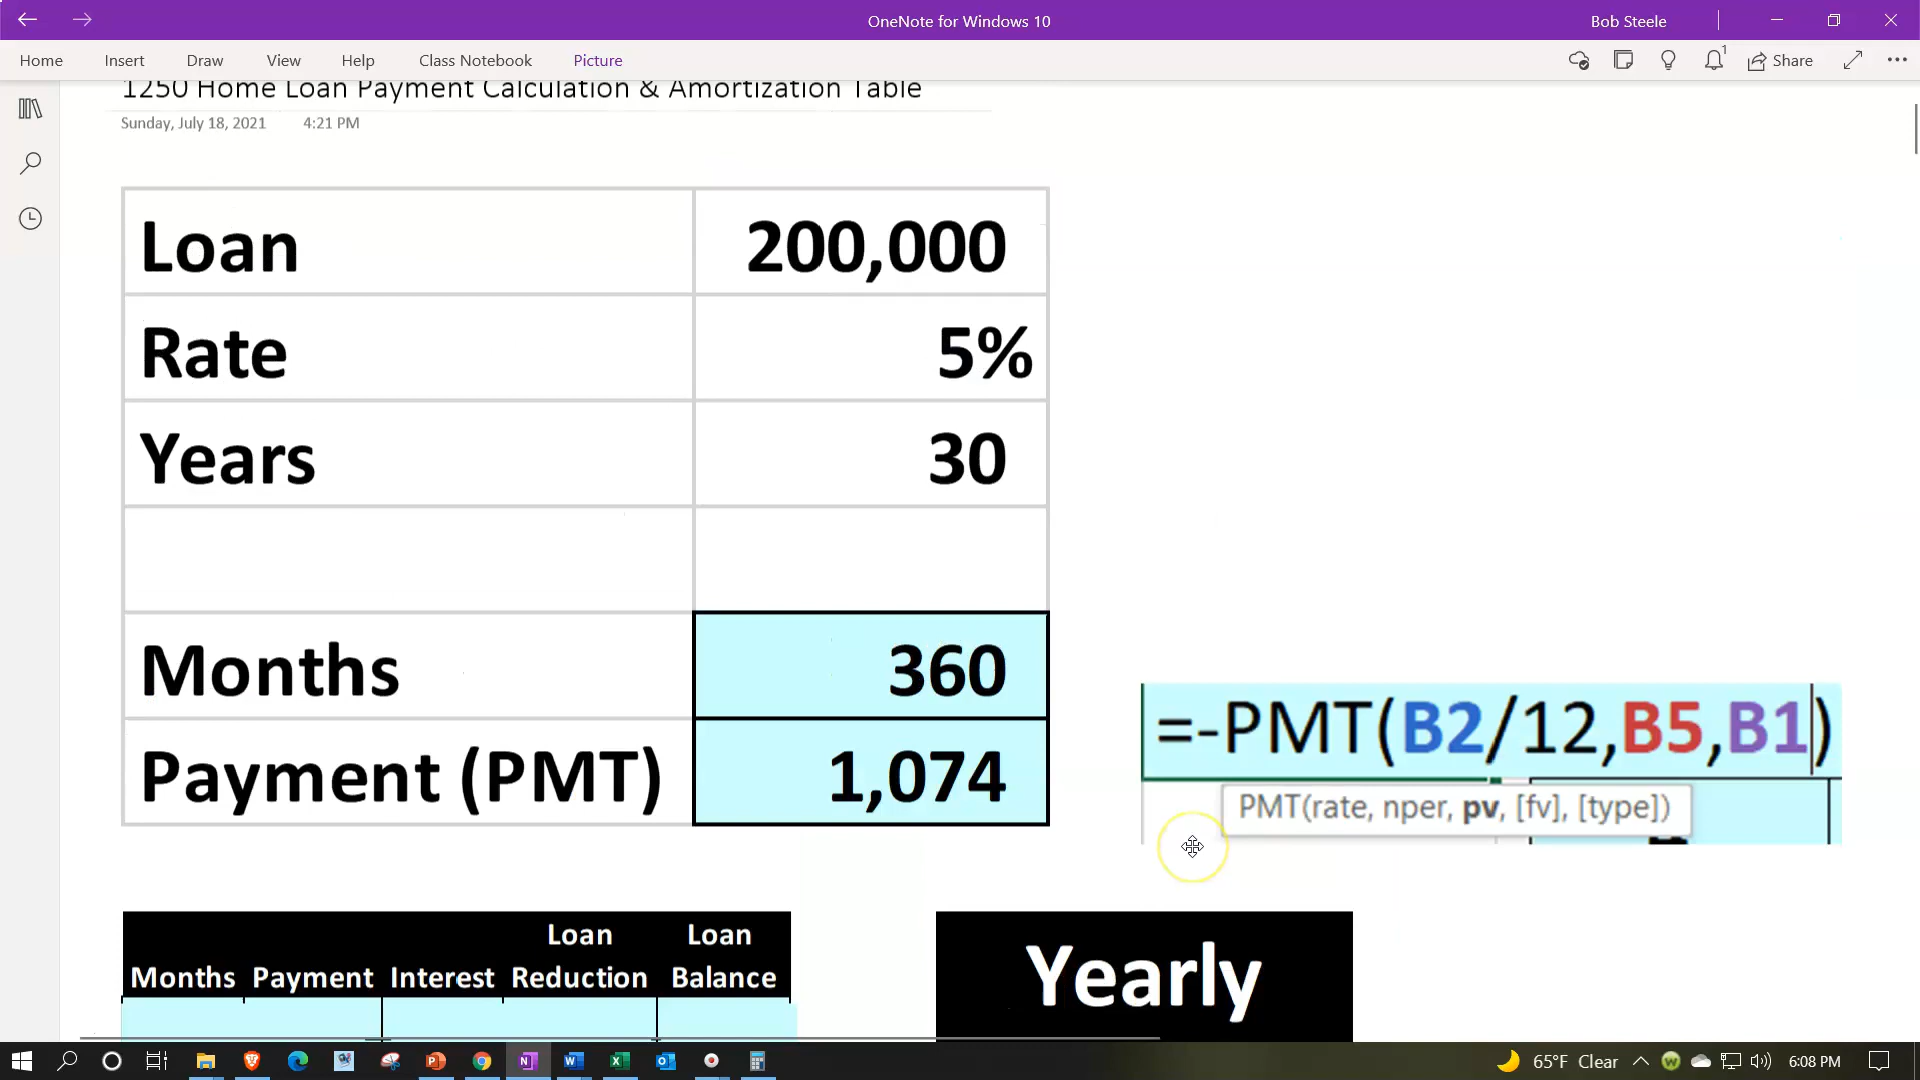 OneNote for Windows 10
Bob Steele
Home Insert Draw View Help Class Notebook Picture
1 Share
1250 Home Loan Payment Calculation & Amortization Table
Sunday, July 18, 2021 4:21 PM
Loan 200,000
Rate 5%
Years 30
Months 360
Payment (PMT) 1,074
=-PMT(B2/12,B5,B1)
PMT(rate, nper, pv, [fv], [type])
Months Payment Interest Loan Reduction Loan Balance
Yearly
65°F Clear 6:08 PM